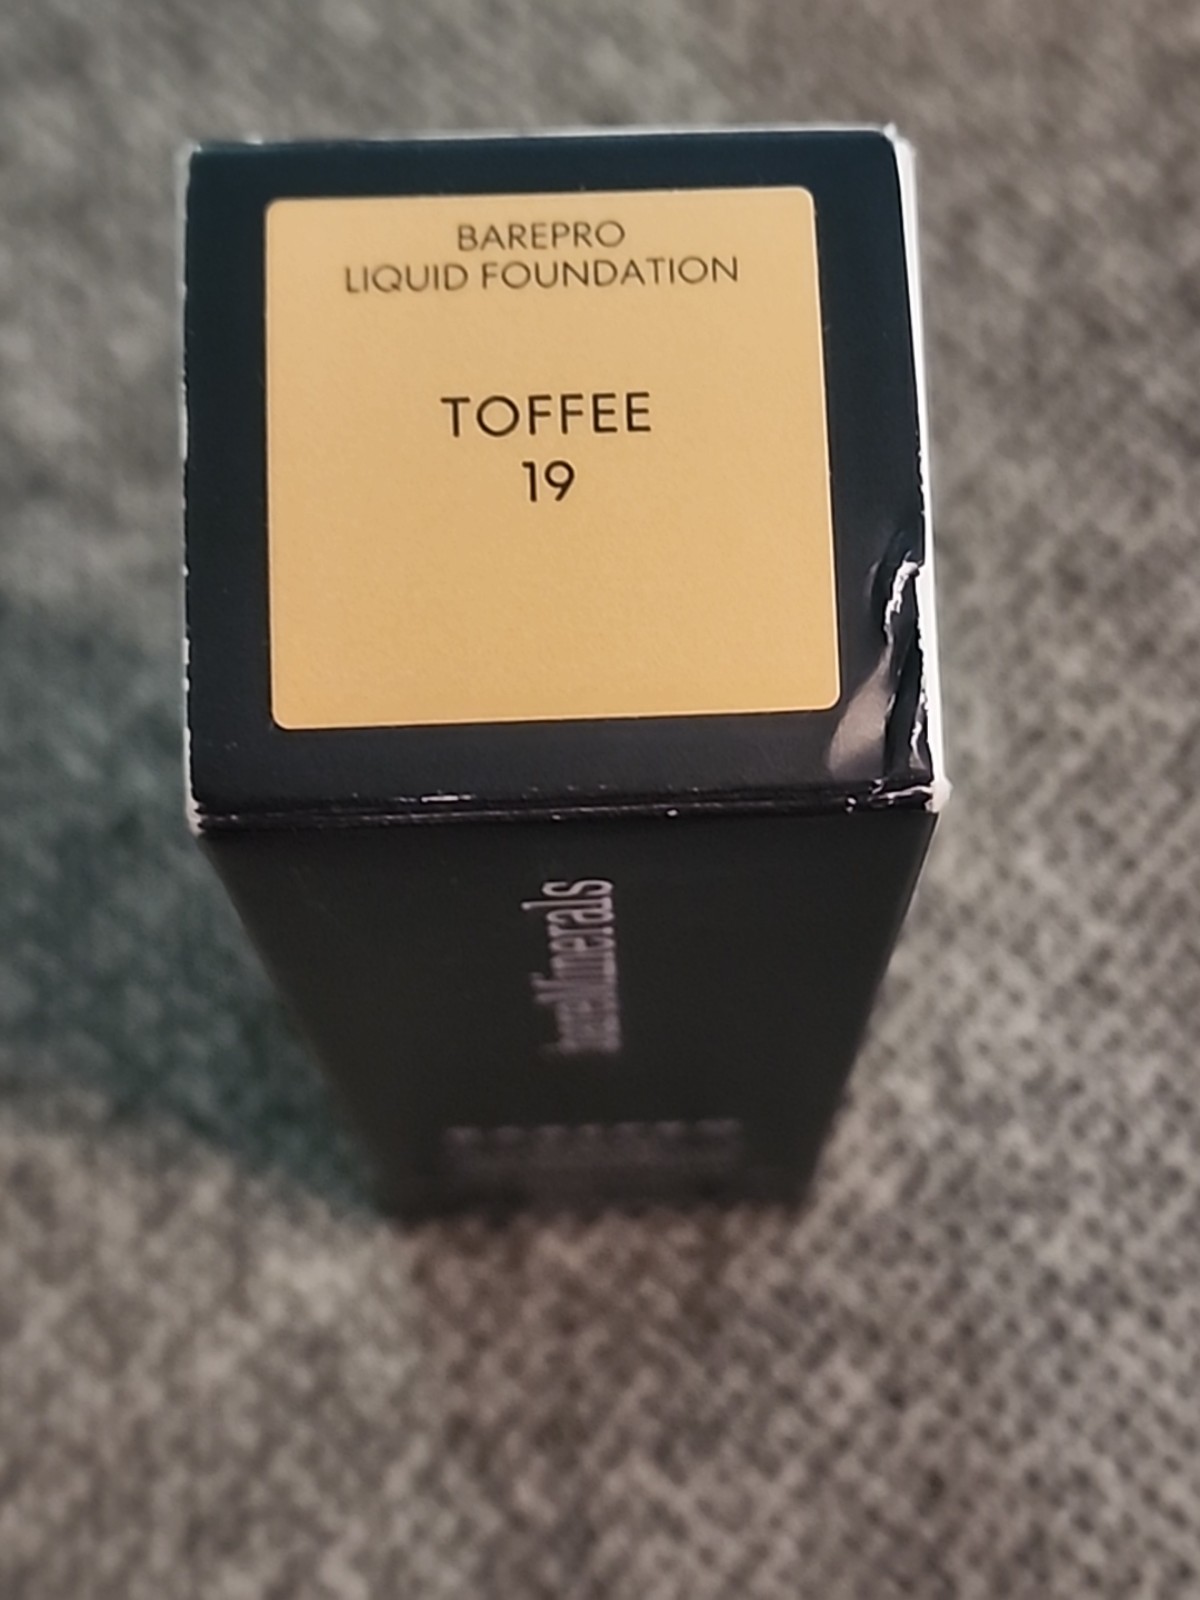 BAREPRO
LIQUID FOUNDATION
TOFFEE
19
bareMinerals